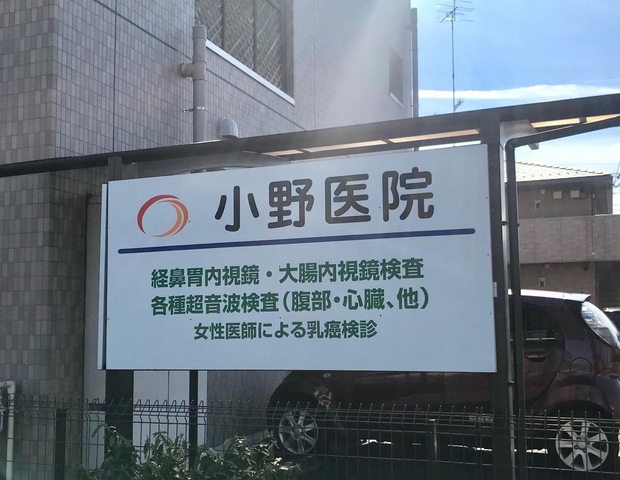 小野医院
経鼻胃内視鏡・大腸内視鏡検査
各種超音波検査(腹部・心臓、他)
女性医師による乳癌検診